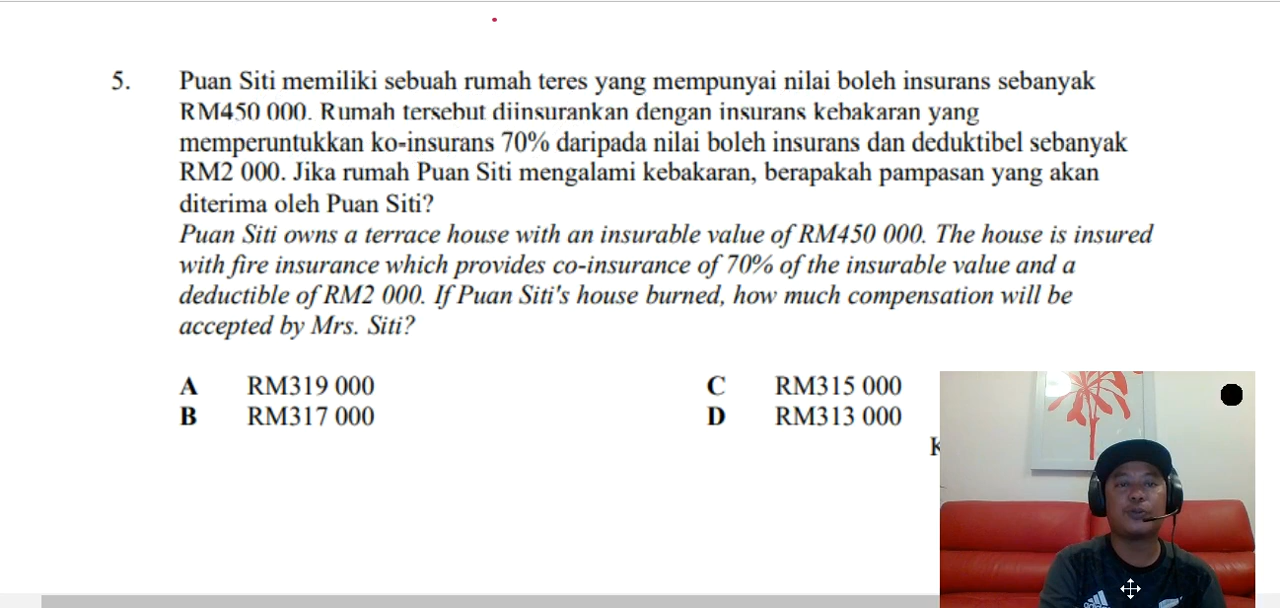 5. Puan Siti memiliki sebuah rumah teres yang mempunyai nilai boleh insurans sebanyak
RM450 000. Rumah tersebut diinsurankan dengan insurans kebakaran yang
memperuntukkan ko-insurans 70% daripada nilai boleh insurans dan deduktibel sebanyak
RM2 000. Jika rumah Puan Siti mengalami kebakaran, berapakah pampasan yang akan
diterima oleh Puan Siti?
Puan Siti owns a terrace house with an insurable value of RM450 000. The house is insured
with fire insurance which provides co-insurance of 70% of the insurable value and a
deductible of RM2 000. If Puan Siti's house burned, how much compensation will be
accepted by Mrs. Siti?
A RM319 000 C RM315 000
B RM317 000 D RM313 000
adidas